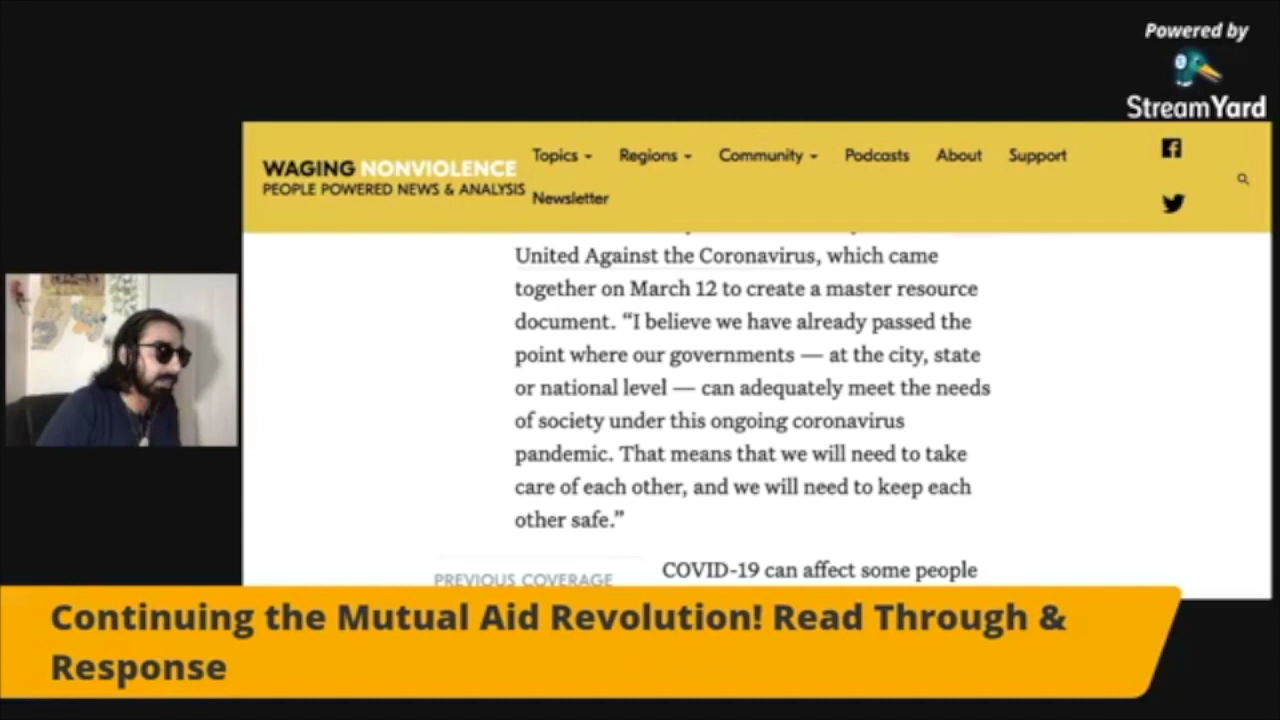 Powered by
StreamYard
WAGING NONVIOLENCE
PEOPLE POWERED NEWS & ANALYSIS
Topics
Regions
Community
Podcasts
About
Support
Newsletter
United Against the Coronavirus, which came
together on March 12 to create a master resource
document. “I believe we have already passed the
point where our governments — at the city, state
or national level — can adequately meet the needs
of society under this ongoing coronavirus
pandemic. That means that we will need to take
care of each other, and we will need to keep each
other safe.”
PREVIOUS COVERAGE
COVID-19 can affect some people
Continuing the Mutual Aid Revolution! Read Through &
Response